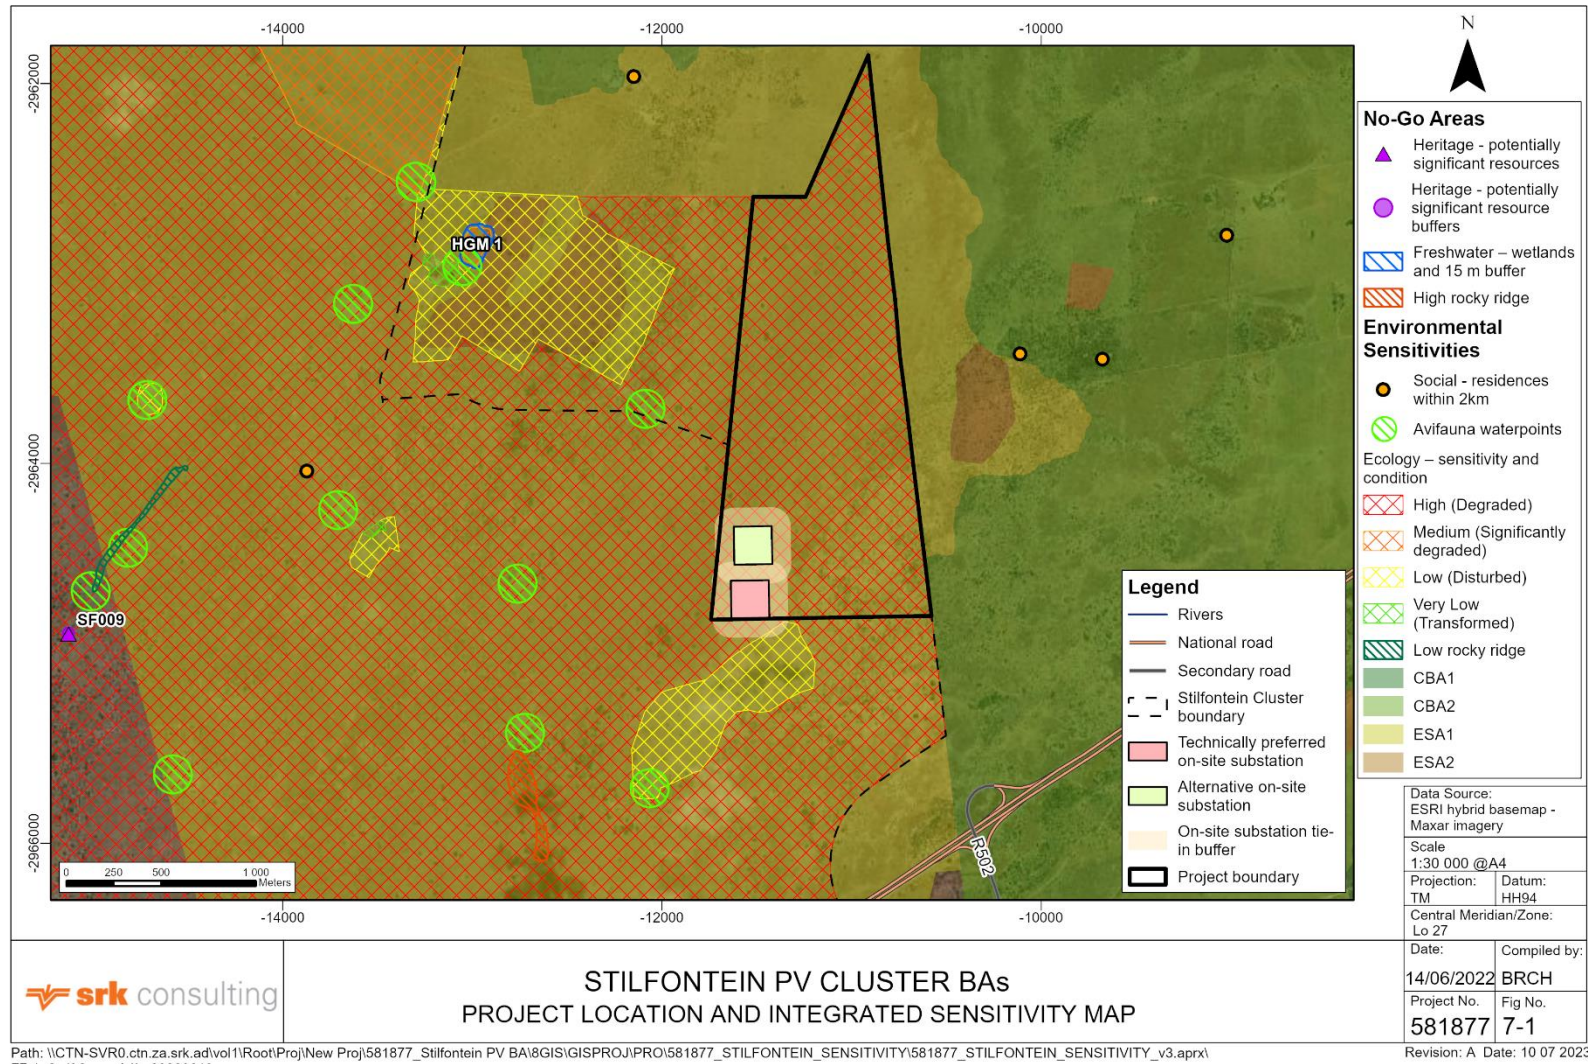 -14000
-12000
-10000
-2962000
-2964000
-2966000
HGM 1
SF009
R502
0 250 500 1 000
Meters
-14000
-12000
-10000
Legend
Rivers
National road
Secondary road
Stilfontein Cluster
boundary
Technically preferred
on-site substation
Alternative on-site
substation
On-site substation tie-
in buffer
Project boundary
N
No-Go Areas
Heritage - potentially
significant resources
Heritage - potentially
significant resource
buffers
Freshwater – wetlands
and 15 m buffer
High rocky ridge
Environmental
Sensitivities
Social - residences
within 2km
Avifauna waterpoints
Ecology – sensitivity and
condition
High (Degraded)
Medium (Significantly
degraded)
Low (Disturbed)
Very Low
(Transformed)
Low rocky ridge
CBA1
CBA2
ESA1
ESA2
Data Source:
ESRI hybrid basemap -
Maxar imagery
Scale
1:30 000 @A4
Projection:
TM
Datum:
HH94
Central Meridian/Zone:
Lo 27
Date:
14/06/2022
Compiled by:
BRCH
Project No.
581877
Fig No.
7-1
srk consulting
STILFONTEIN PV CLUSTER BAs
PROJECT LOCATION AND INTEGRATED SENSITIVITY MAP
Path: \\CTN-SVR0.ctn.za.srk.ad\vol1\Root\Proj\New Proj\581877_Stilfontein PV BA\8GIS\GISPROJ\PRO\581877_STILFONTEIN_SENSITIVITY\581877_STILFONTEIN_SENSITIVITY_v3.aprx\
Revision: A Date: 10 07 2023